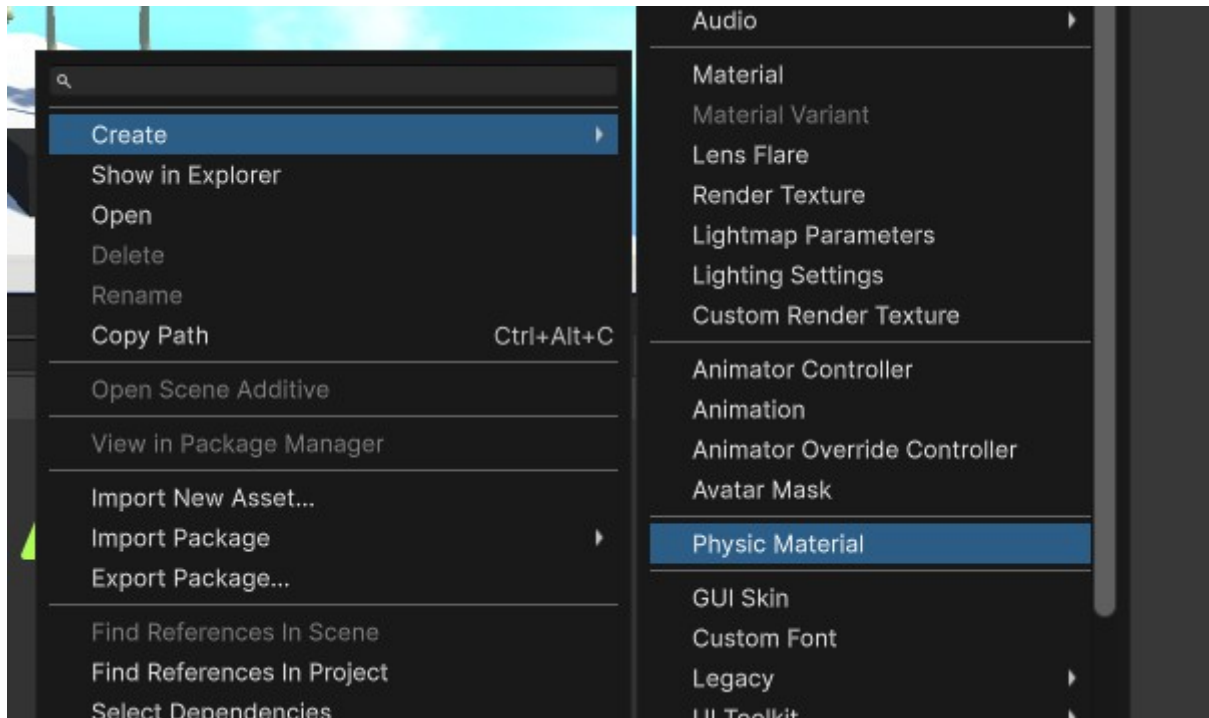 Create
Show in Explorer
Open
Delete
Rename
Copy Path Ctrl+Alt+C
Open Scene Additive
View in Package Manager
Import New Asset...
Import Package
Export Package...
Find References In Scene
Find References In Project
Select Dependencies
Audio
Material
Material Variant
Lens Flare
Render Texture
Lightmap Parameters
Lighting Settings
Custom Render Texture
Animator Controller
Animation
Animator Override Controller
Avatar Mask
Physic Material
GUI Skin
Custom Font
Legacy
UI Toolkit